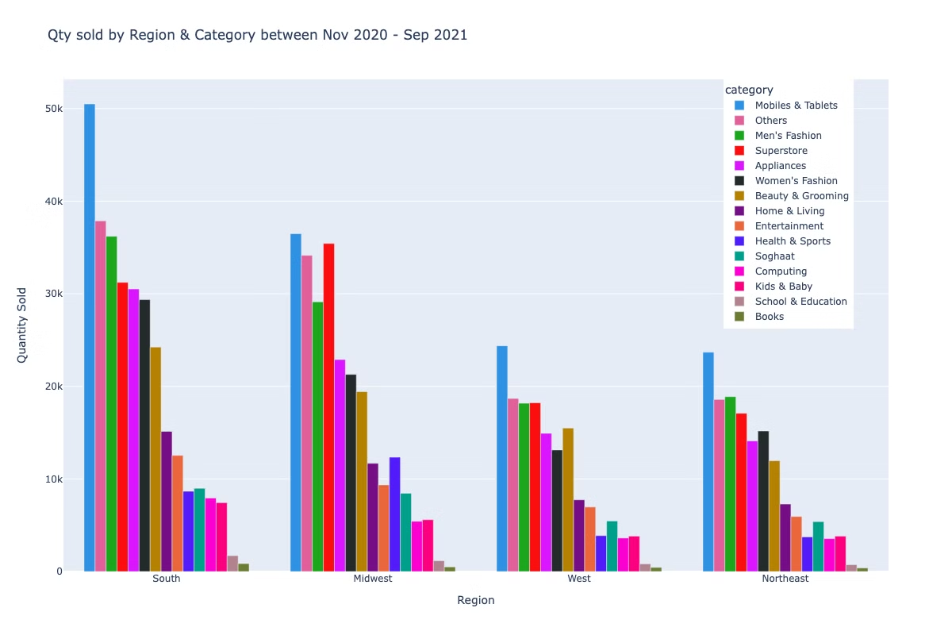 Qty sold by Region & Category between Nov 2020 - Sep 2021
category
Mobiles & Tablets
Others
Men's Fashion
Superstore
Appliances
Women's Fashion
Beauty & Grooming
Home & Living
Entertainment
Health & Sports
Soghaat
Computing
Kids & Baby
School & Education
Books
50k
40k
30k
20k
10k
0
Quantity Sold
South
Midwest
West
Northeast
Region